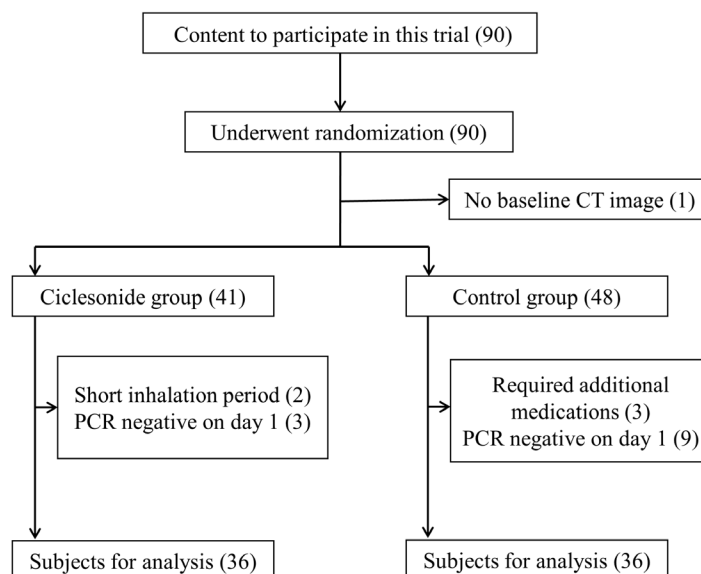 Content to participate in this trial (90)
Underwent randomization (90)
No baseline CT image (1)
Ciclesonide group (41)
Control group (48)
Short inhalation period (2)
PCR negative on day 1 (3)
Required additional
medications (3)
PCR negative on day 1 (9)
Subjects for analysis (36)
Subjects for analysis (36)